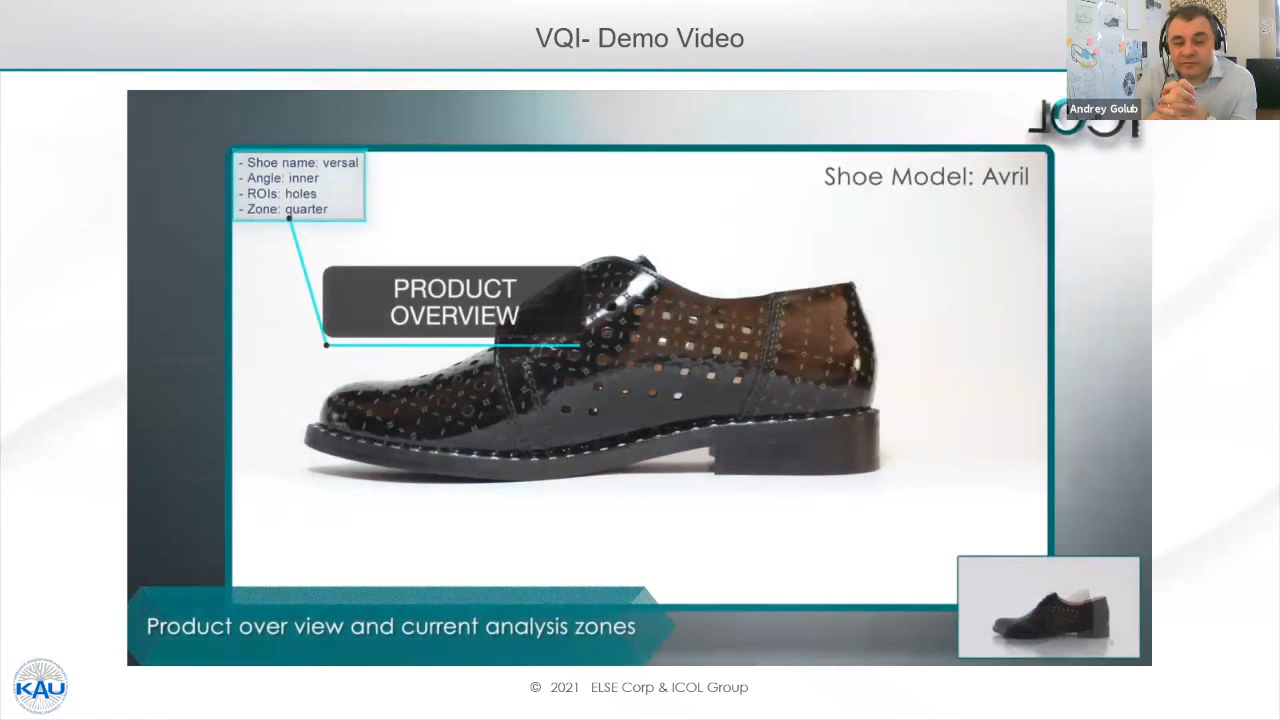 VQI- Demo Video
Andrey Golub
ICOL
- Shoe name: versal
- Angle: inner
- ROIs: holes
- Zone: quarter
Shoe Model: Avril
PRODUCT
OVERVIEW
Product over view and current analysis zones
KAU
© 2021 ELSE Corp & ICOL Group